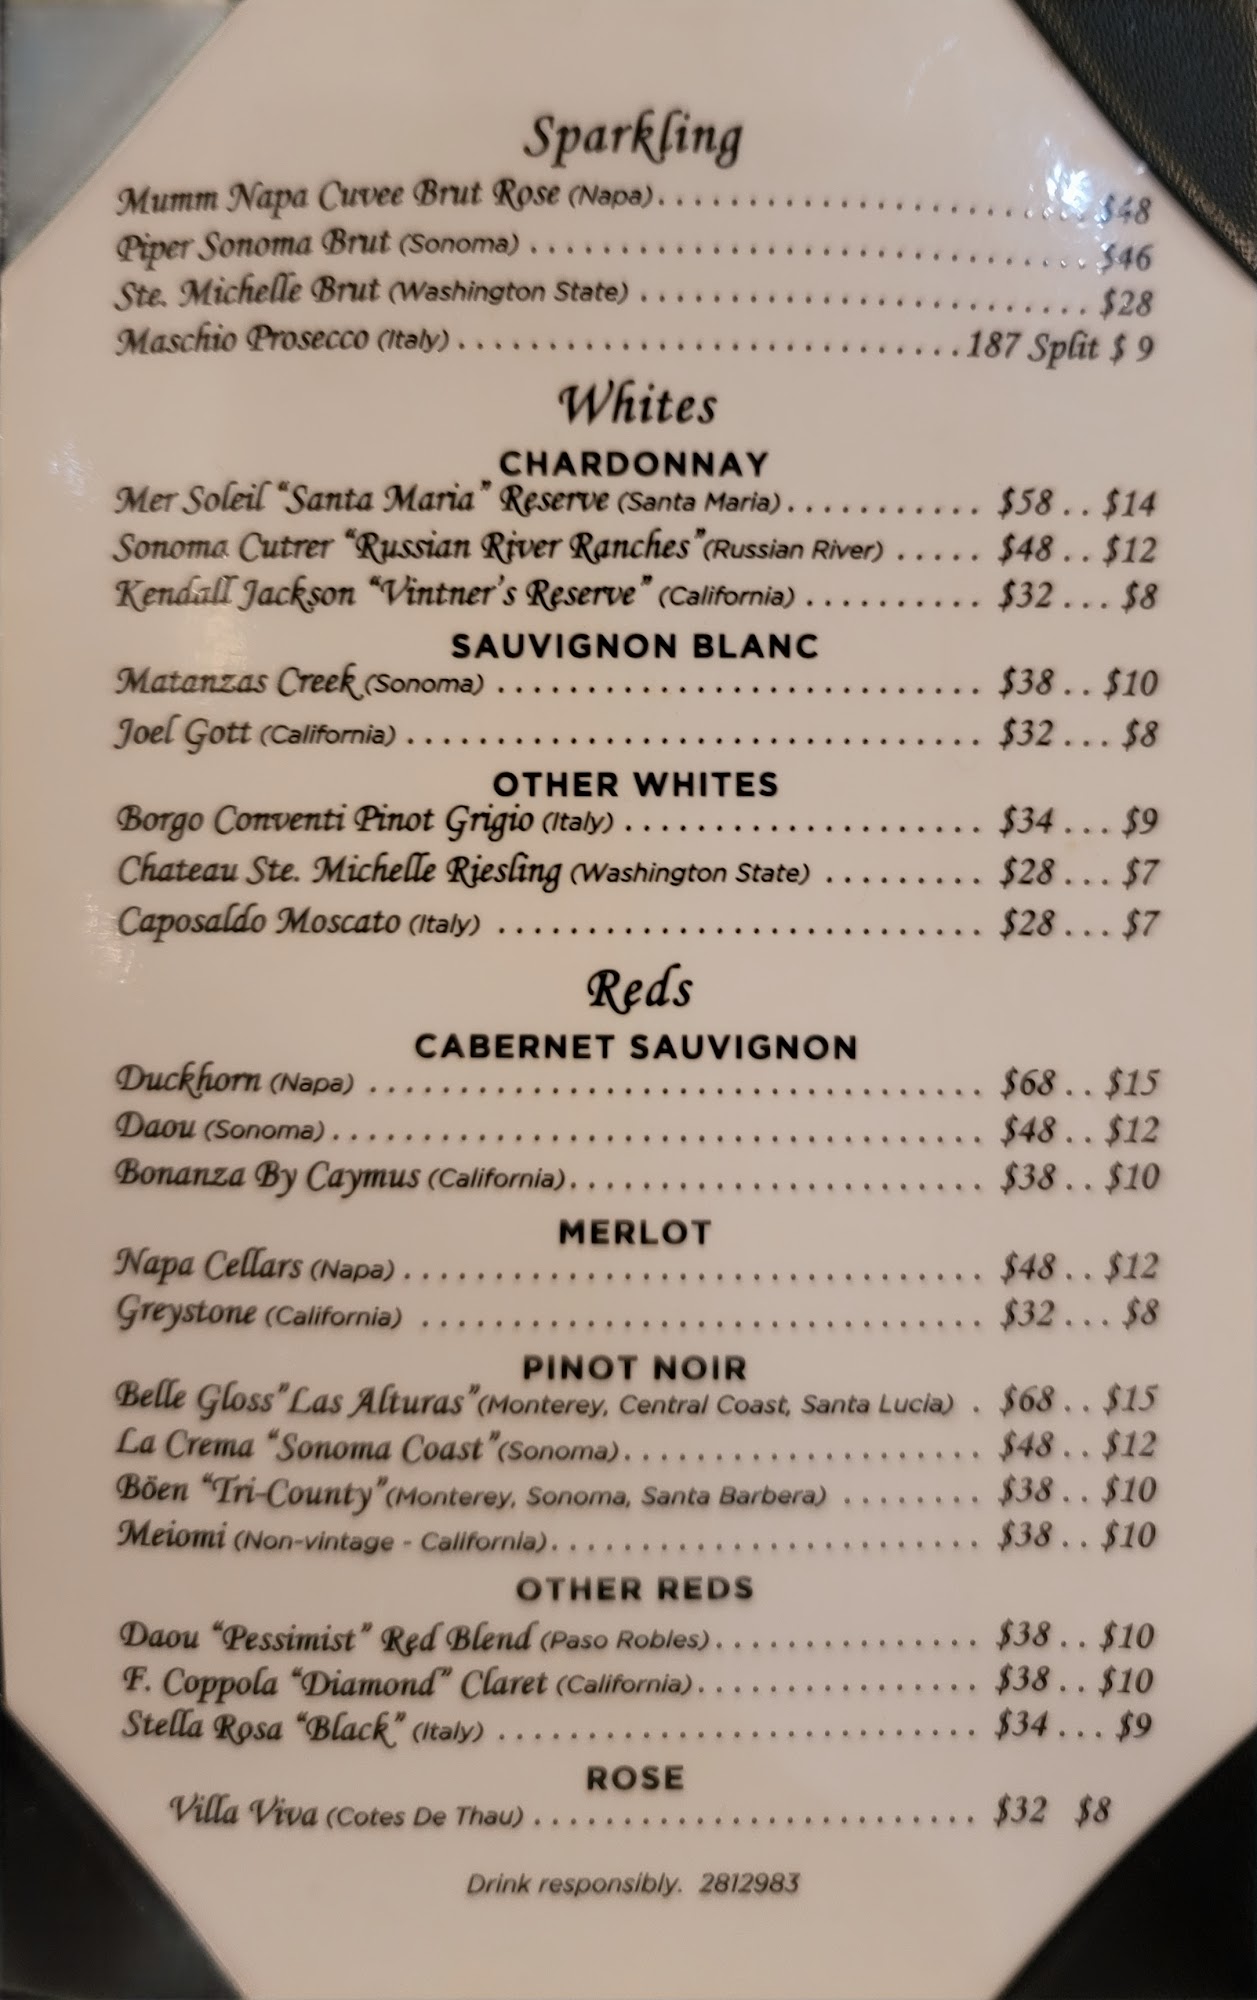 Sparkling
Mumm Napa Cuvee Brut Rose (Napa). . . . . . . . . . . . . . . . . . . . . . . . . $48
Piper Sonoma Brut (Sonoma) . . . . . . . . . . . . . . . . . . . . . . . . . . . . . . . $46
Ste. Michelle Brut (Washington State) . . . . . . . . . . . . . . . . . . . . . . . . . $28
Maschio Prosecco (Italy) . . . . . . . . . . . . . . . . . . . . . . . . . . . . . 187 Split $ 9
Whites
CHARDONNAY
Mer Soleil “Santa Maria” Reserve (Santa Maria). . . . . . . . . . . $58 . . $14
Sonoma Cutrer “Russian River Ranches”(Russian River) . . . . . $48 . . $12
Kendall Jackson “Vintner's Reserve” (California) . . . . . . . . . . $32 . . . $8
SAUVIGNON BLANC
Matanzas Creek (Sonoma) . . . . . . . . . . . . . . . . . . . . . . . . . . . $38 . . $10
Joel Gott (California) . . . . . . . . . . . . . . . . . . . . . . . . . . . . . . . . $32 . . . $8
OTHER WHITES
Borgo Conventi Pinot Grigio (Italy) . . . . . . . . . . . . . . . . . . . . $34 . . . $9
Chateau Ste. Michelle Riesling (Washington State) . . . . . . . . . $28 . . . $7
Caposaldo Moscato (Italy) . . . . . . . . . . . . . . . . . . . . . . . . . . . $28 . . . $7
Reds
CABERNET SAUVIGNON
Duckhorn (Napa) . . . . . . . . . . . . . . . . . . . . . . . . . . . . . . . . . . $68 . . $15
Daou (Sonoma) . . . . . . . . . . . . . . . . . . . . . . . . . . . . . . . . . . . . $48 . . $12
Bonanza By Caymus (California). . . . . . . . . . . . . . . . . . . . . . . $38 . . $10
MERLOT
Napa Cellars (Napa) . . . . . . . . . . . . . . . . . . . . . . . . . . . . . . . . $48 . . $12
Greystone (California) . . . . . . . . . . . . . . . . . . . . . . . . . . . . . . . $32 . . . $8
PINOT NOIR
Belle Gloss”Las Alturas”(Monterey, Central Coast, Santa Lucia) . $68 . . $15
La Crema “Sonoma Coast”(Sonoma). . . . . . . . . . . . . . . . . . . . $48 . . $12
Böen “Tri-County”(Monterey, Sonoma, Santa Barbera) . . . . . . . . $38 . . $10
Meiomi (Non-vintage - California). . . . . . . . . . . . . . . . . . . . . . . . $38 . . $10
OTHER REDS
Daou “Pessimist” Red Blend (Paso Robles). . . . . . . . . . . . . . . $38 . . $10
F. Coppola “Diamond” Claret (California). . . . . . . . . . . . . . . . $38 . . $10
Stella Rosa “Black” (Italy) . . . . . . . . . . . . . . . . . . . . . . . . . . . $34 . . . $9
ROSE
Villa Viva (Cotes De Thau) . . . . . . . . . . . . . . . . . . . . . . . . . $32 $8
Drink responsibly. 2812983